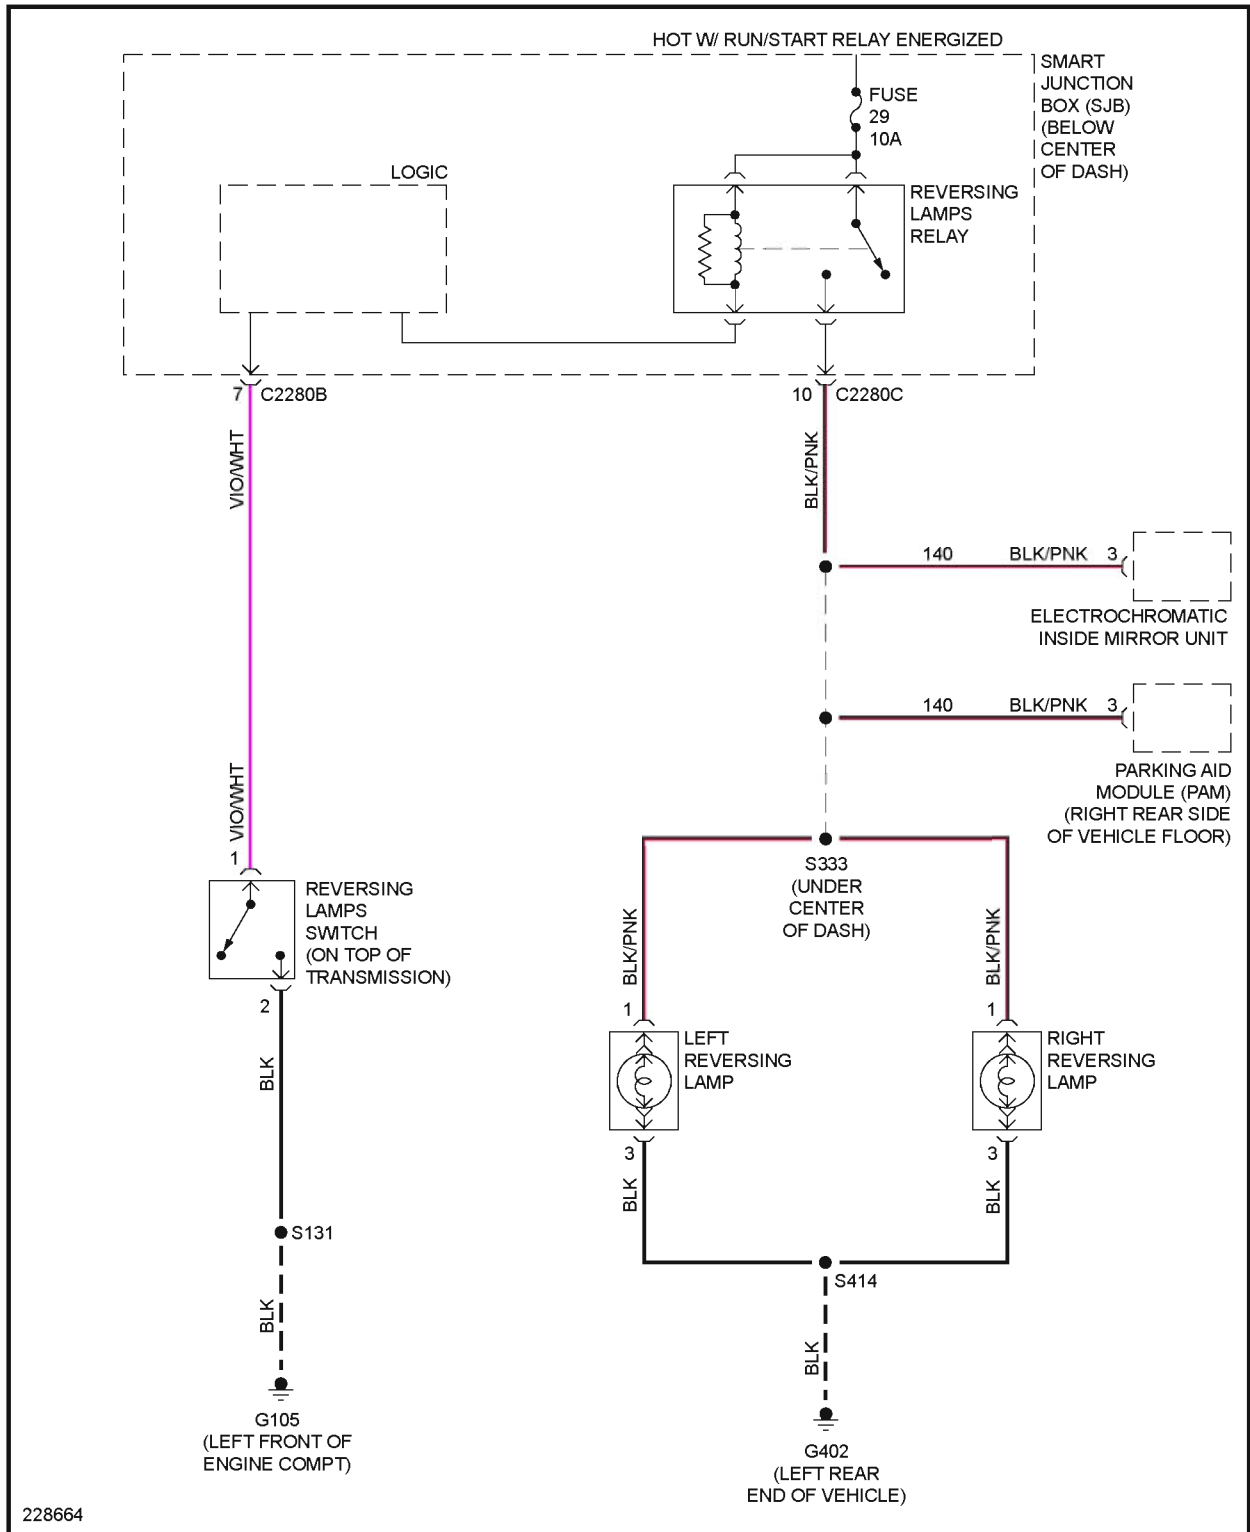 HOT W/ RUN/START RELAY ENERGIZED
SMART
JUNCTION
BOX (SJB)
(BELOW
CENTER
OF DASH)
FUSE
29
10A
LOGIC
REVERSING
LAMPS
RELAY
7
C2280B
10
C2280C
VIO/WHT
BLK/PNK
140
BLK/PNK
3
ELECTROCHROMATIC
INSIDE MIRROR UNIT
140
BLK/PNK
3
PARKING AID
MODULE (PAM)
(RIGHT REAR SIDE
OF VEHICLE FLOOR)
VIO/WHT
1
REVERSING
LAMPS
SWITCH
(ON TOP OF
TRANSMISSION)
S333
(UNDER
CENTER
OF DASH)
BLK/PNK
BLK/PNK
2
1
1
LEFT
REVERSING
LAMP
RIGHT
REVERSING
LAMP
BLK
3
3
BLK
BLK
S131
S414
BLK
BLK
G105
(LEFT FRONT OF
ENGINE COMPT)
G402
(LEFT REAR
END OF VEHICLE)
228664